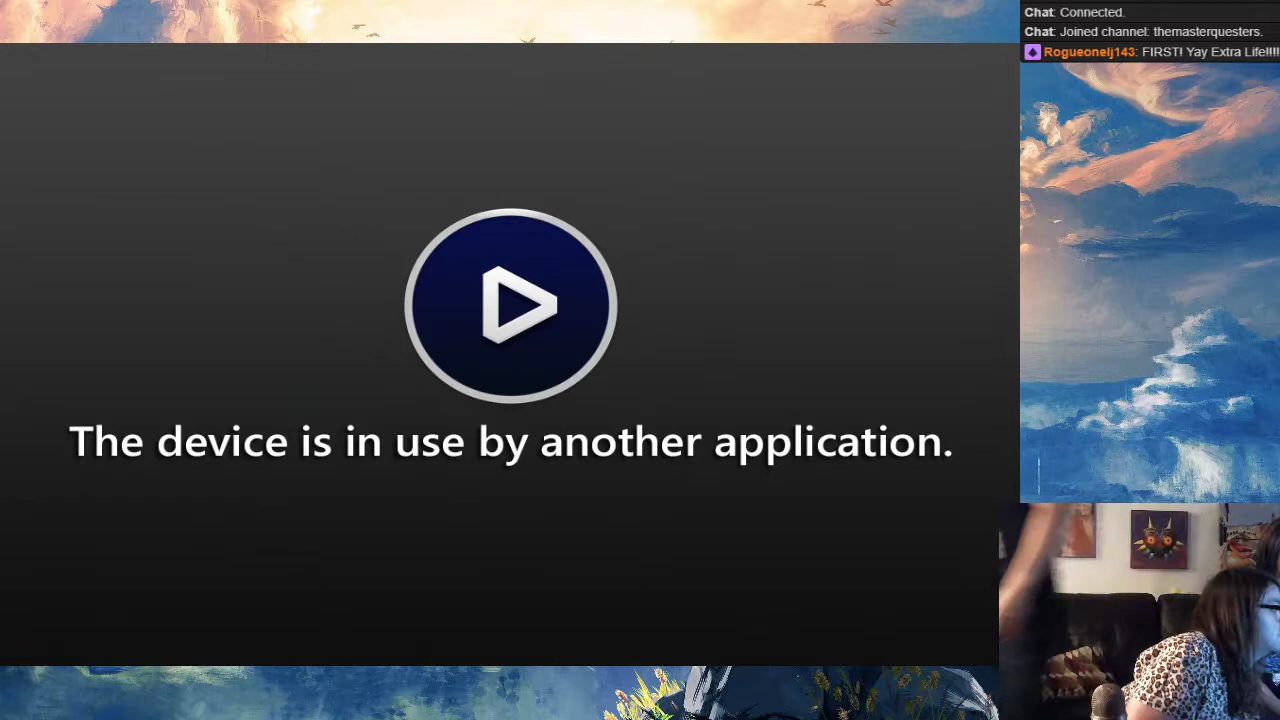 Chat: Connected.
Chat: Joined channel: themasterquesters.
Rogueonelj143: FIRST! Yay Extra Life!!!!
The device is in use by another application.